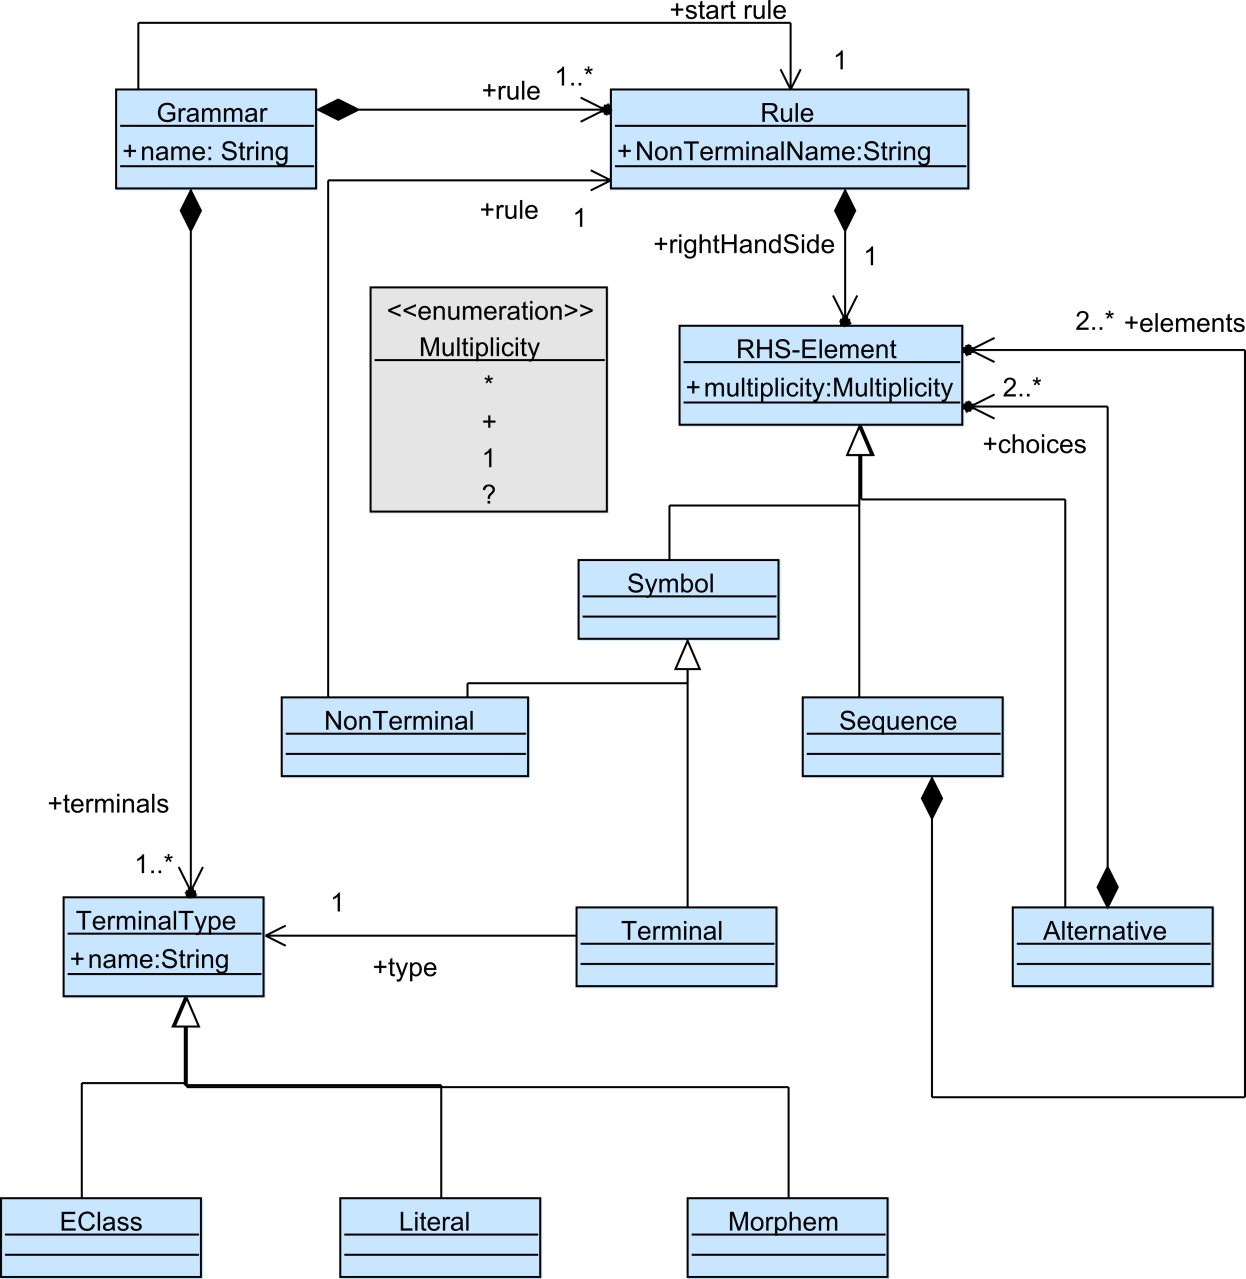 +start rule
1
1..*
+rule
Grammar
+ name: String
Rule
+ NonTerminalName:String
+rule
1
+rightHandSide
1
<<enumeration>>
Multiplicity
*
+
1
?
2..* +elements
RHS-Element
+ multiplicity:Multiplicity
2..*
+choices
Symbol
NonTerminal
Sequence
+terminals
1..*
1
TerminalType
+ name:String
+type
Terminal
Alternative
EClass
Literal
Morphem